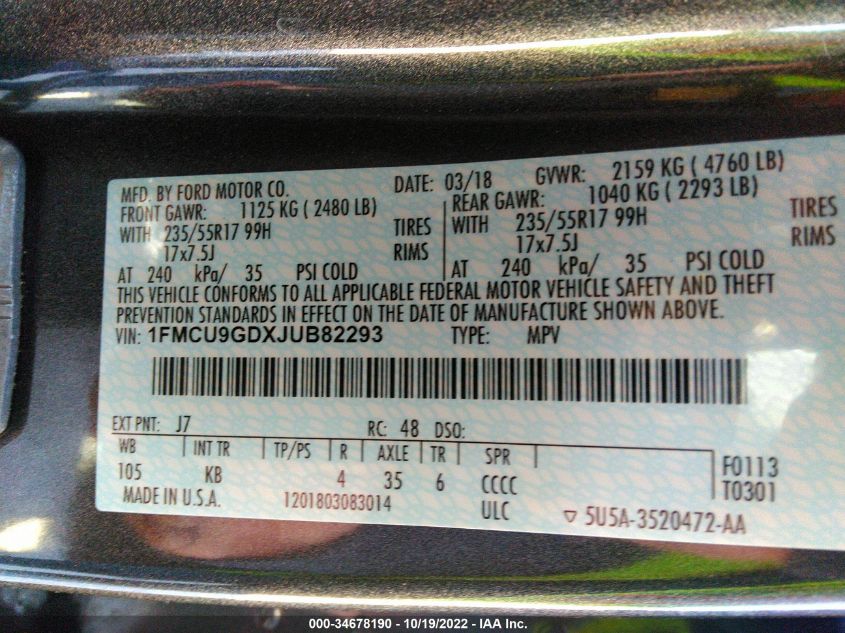 MFD. BY FORD MOTOR CO. DATE: 03/18 GVWR: 2159 KG ( 4760 LB)
FRONT GAWR: 1125 KG ( 2480 LB) REAR GAWR: 1040 KG ( 2293 LB)
WITH 235/55R17 99H TIRES WITH 235/55R17 99H TIRES
17x7.5J RIMS 17x7.5J RIMS
AT 240 kPa/ 35 PSI COLD AT 240 kPa/ 35 PSI COLD
THIS VEHICLE CONFORMS TO ALL APPLICABLE FEDERAL MOTOR VEHICLE SAFETY AND THEFT
PREVENTION STANDARDS IN EFFECT ON THE DATE OF MANUFACTURE SHOWN ABOVE.
VIN: 1FMCU9GDXJUB82293 TYPE: MPV
EXT PNT: J7 RC: 48 DSO:
WB INT TR TP/PS R AXLE TR SPR
105 KB 4 35 6 CCCC F0113
MADE IN U.S.A. 1201803083014 ULC T0301
5U5A-3520472-AA
000-34678190 - 10/19/2022 - IAA Inc.